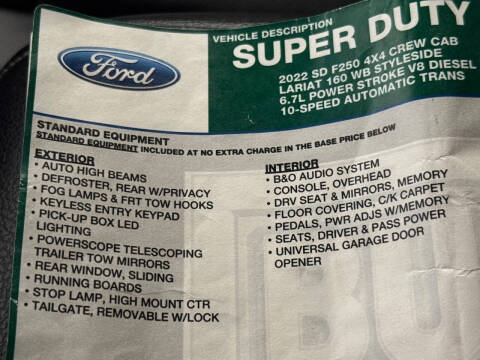 Ford
VEHICLE DESCRIPTION
SUPER DUTY
2022 SD F250 4X4 CREW CAB
LARIAT 160 WB STYLESIDE
6.7L POWER STROKE V8 DIESEL
10-SPEED AUTOMATIC TRANS
STANDARD EQUIPMENT
STANDARD EQUIPMENT INCLUDED AT NO EXTRA CHARGE IN THE BASE PRICE BELOW
EXTERIOR
• AUTO HIGH BEAMS
• DEFROSTER, REAR W/PRIVACY
• FOG LAMPS & FRT TOW HOOKS
• KEYLESS ENTRY KEYPAD
• PICK-UP BOX LED
LIGHTING
• POWERSCOPE TELESCOPING
TRAILER TOW MIRRORS
• REAR WINDOW, SLIDING
• RUNNING BOARDS
• STOP LAMP, HIGH MOUNT CTR
• TAILGATE, REMOVABLE W/LOCK
INTERIOR
• B&O AUDIO SYSTEM
• CONSOLE, OVERHEAD
• DRV SEAT & MIRRORS, MEMORY
• FLOOR COVERING, C/K CARPET
• PEDALS, PWR ADJS W/MEMORY
• SEATS, DRIVER & PASS POWER
• UNIVERSAL GARAGE DOOR
OPENER